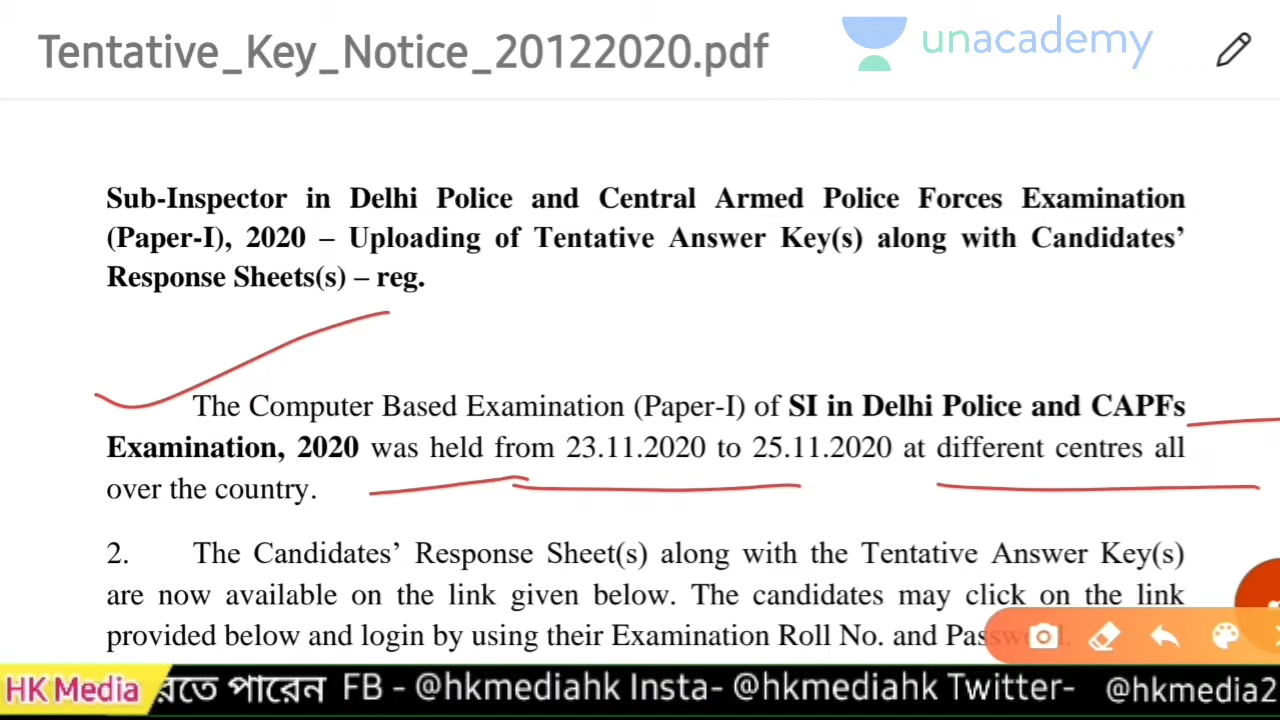 Tentative_Key_Notice_20122020.pdf
unacademy
Sub-Inspector in Delhi Police and Central Armed Police Forces Examination
(Paper-I), 2020 – Uploading of Tentative Answer Key(s) along with Candidates’
Response Sheets(s) – reg.
The Computer Based Examination (Paper-I) of SI in Delhi Police and CAPFs
Examination, 2020 was held from 23.11.2020 to 25.11.2020 at different centres all
over the country.
2. The Candidates’ Response Sheet(s) along with the Tentative Answer Key(s)
are now available on the link given below. The candidates may click on the link
provided below and login by using their Examination Roll No. and
HK Media পারেন FB - @hkmediahk Insta- @hkmediahk Twitter- @hkmedia2